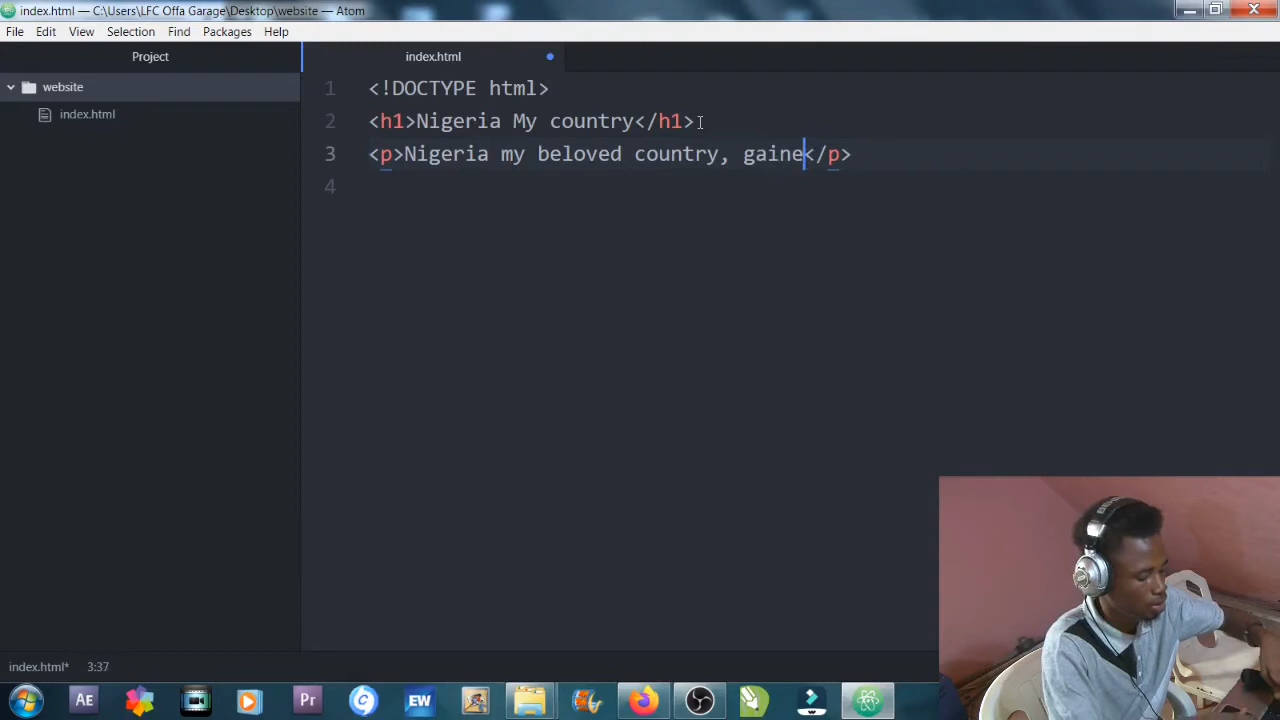 index.html — C:\Users\LFC Offa Garage\Desktop\website — Atom
File Edit View Selection Find Packages Help
Project
index.html
website
index.html
1 <!DOCTYPE html>
2 <h1>Nigeria My country</h1>
3 <p>Nigeria my beloved country, gaine</p>
4
index.html* 3:37
Ae Pr EW